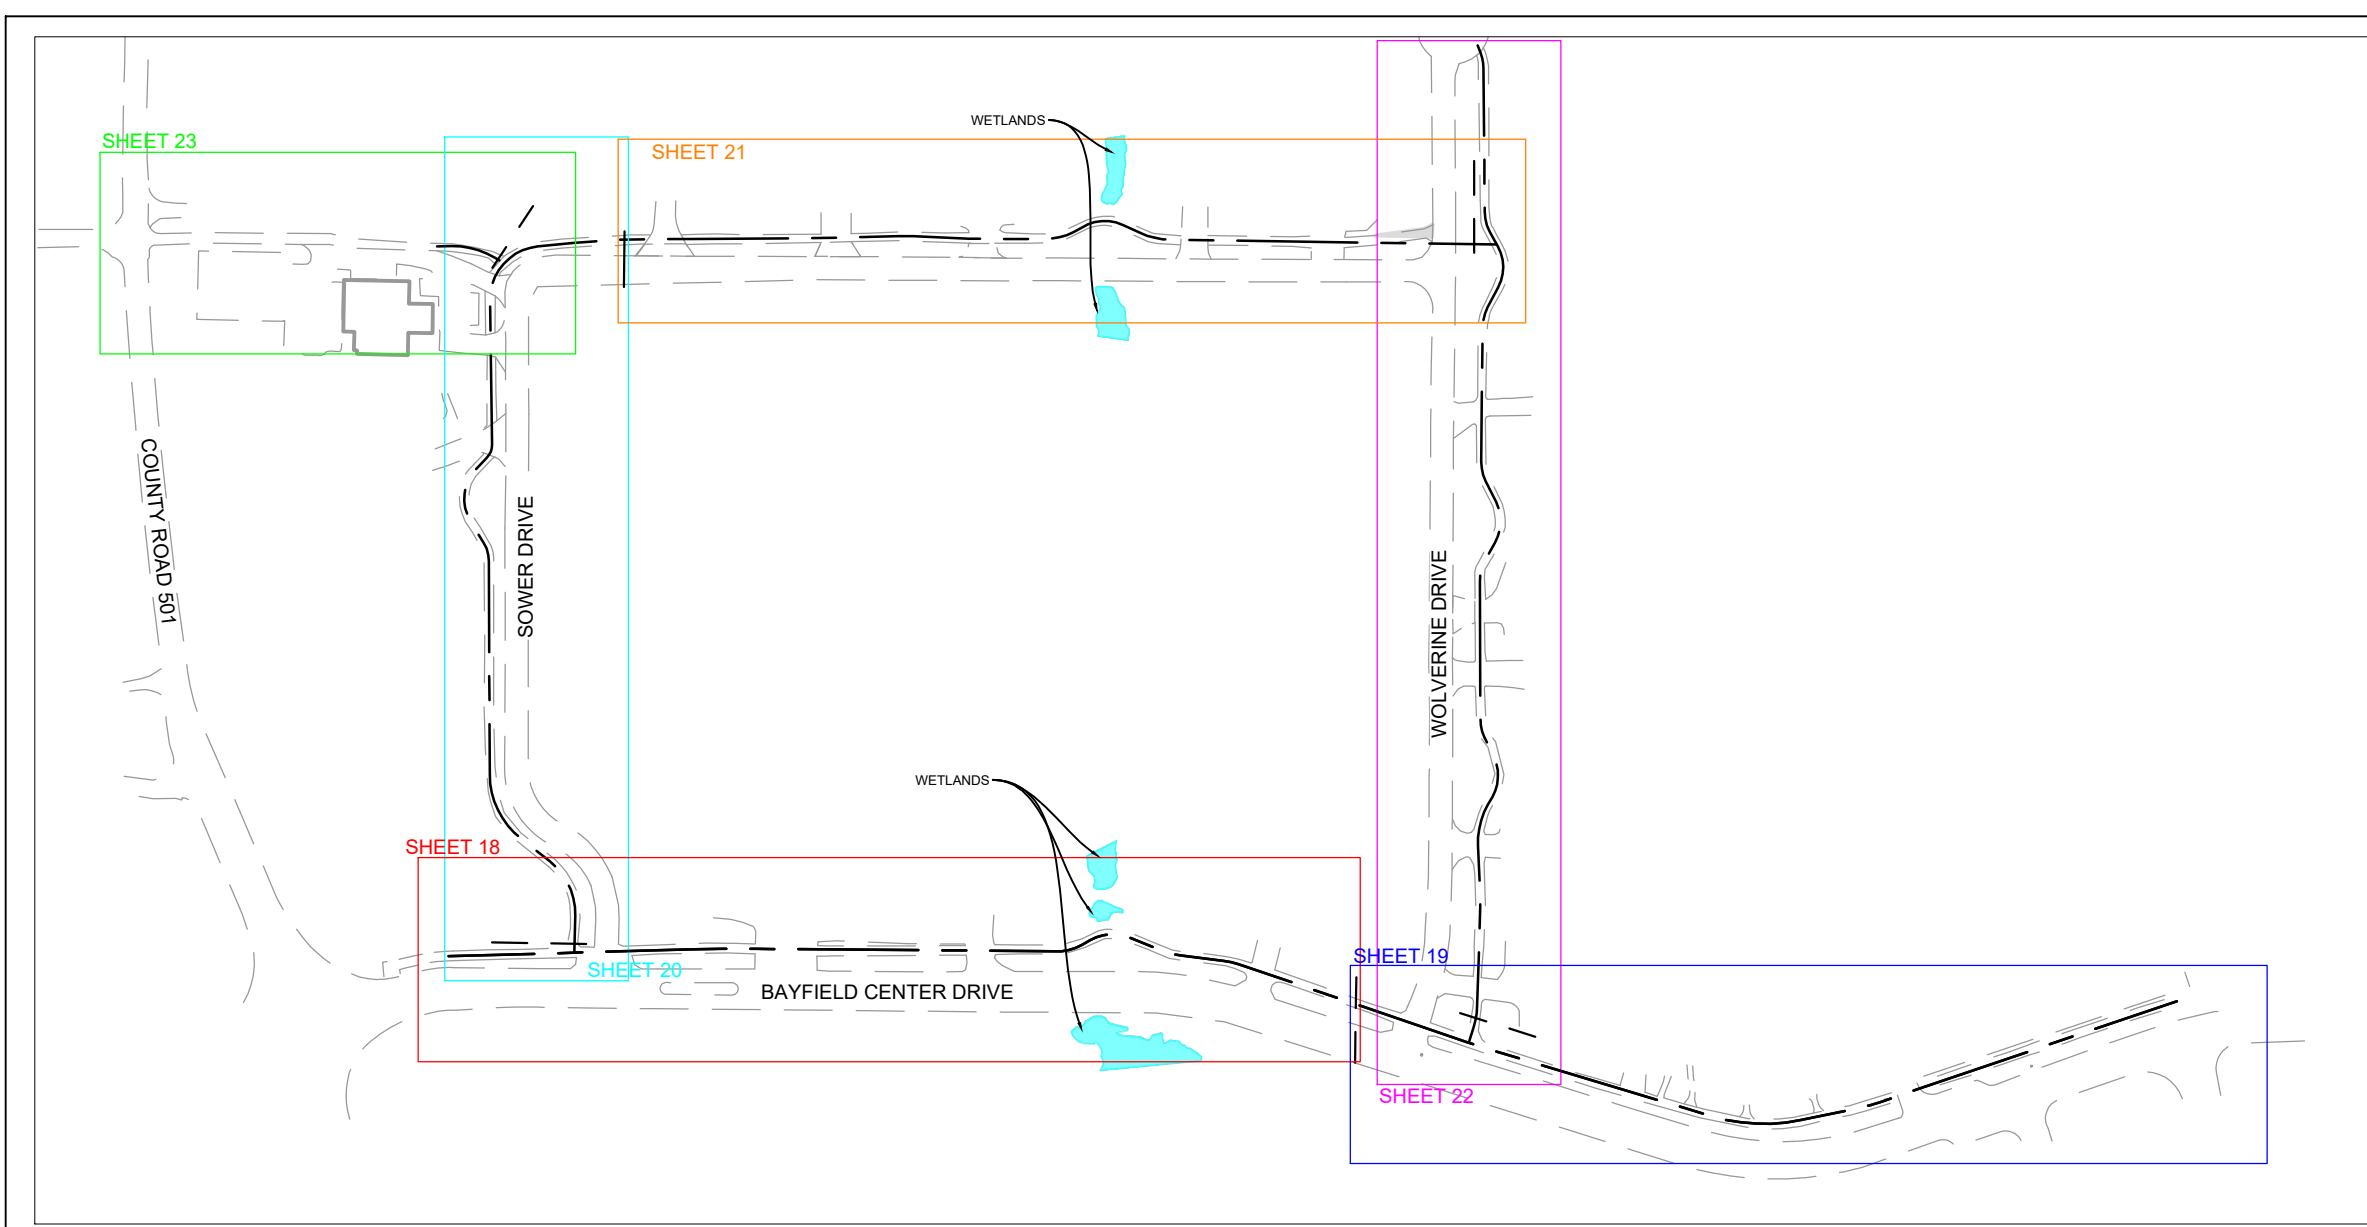 WETLANDS
SHEET 23
SHEET 21
COUNTY ROAD 501
SOWER DRIVE
WOLVERINE DRIVE
WETLANDS
SHEET 18
SHEET 19
SHEET 20
BAYFIELD CENTER DRIVE
SHEET 22